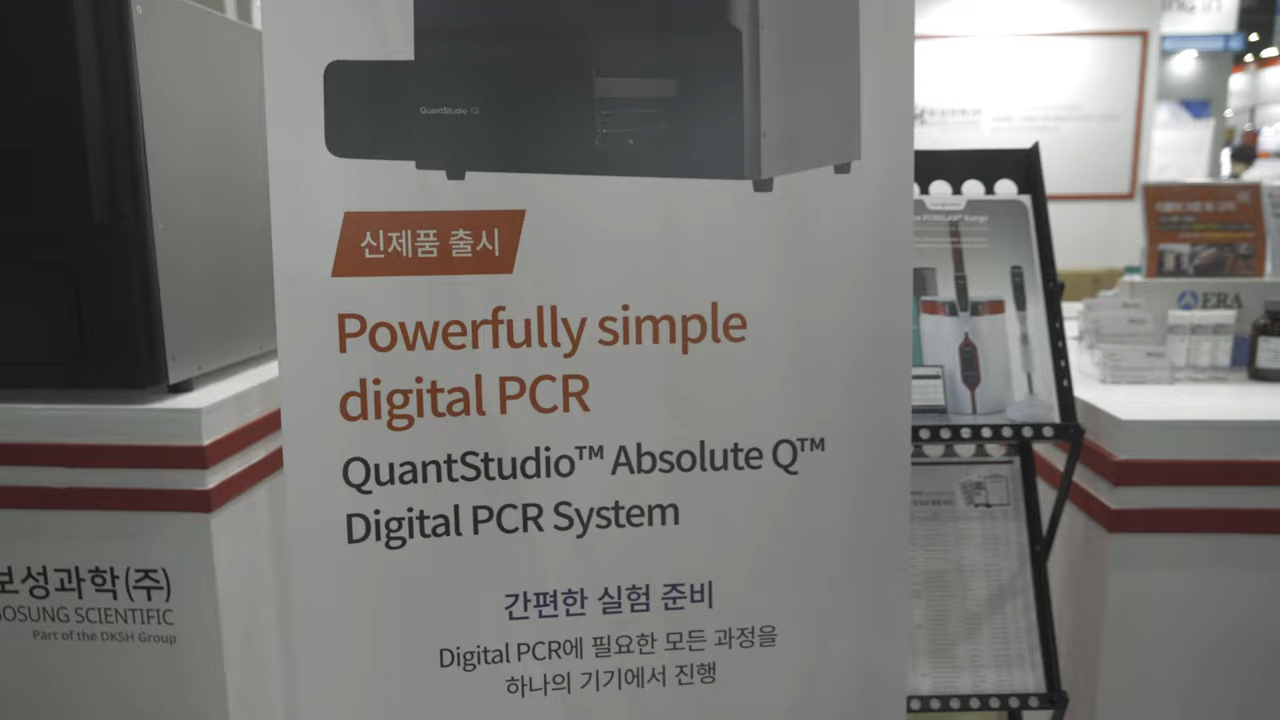 QuantStudio
신제품 출시
Powerfully simple
digital PCR
QuantStudio™ Absolute Q™
Digital PCR System
간편한 실험 준비
Digital PCR에 필요한 모든 과정을
하나의 기기에서 진행
보성과학(주)
BOSUNG SCIENTIFIC
Part of the DKSH Group
ERA